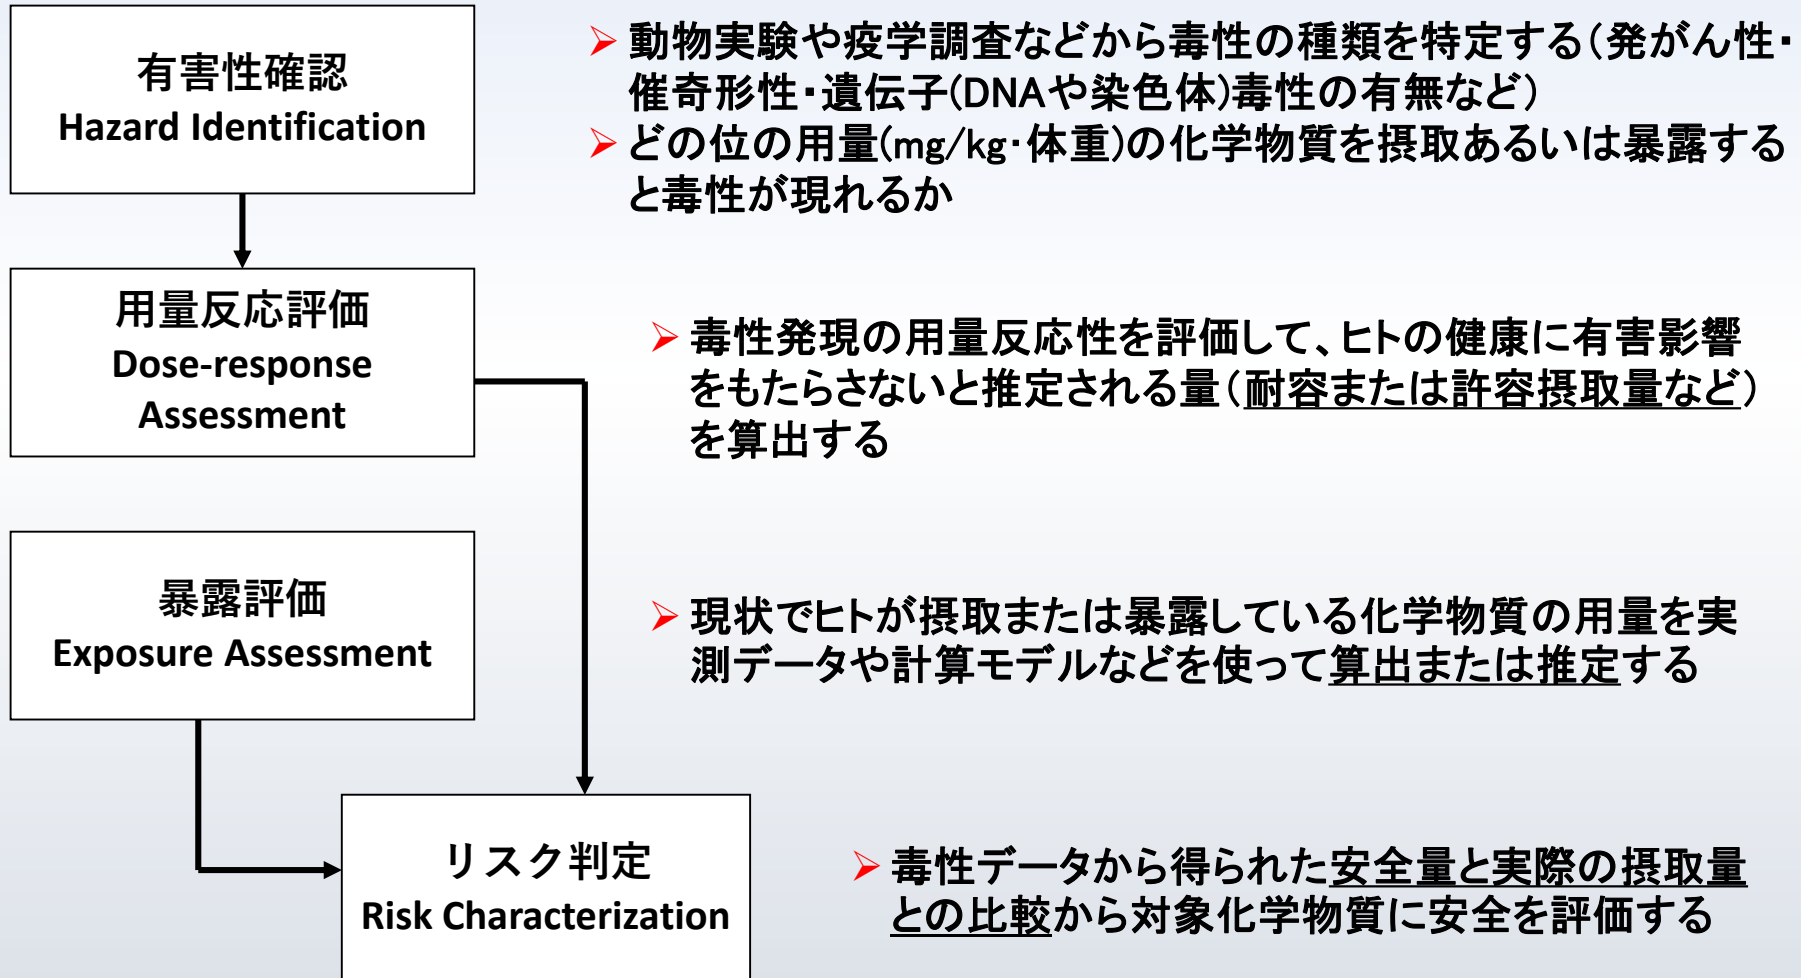 有害性確認
Hazard Identification
➢ 動物実験や疫学調査などから毒性の種類を特定する（発がん性・
催奇形性・遺伝子(DNAや染色体)毒性の有無など）
➢ どの位の用量(mg/kg・体重)の化学物質を摂取あるいは暴露する
と毒性が現れるか
用量反応評価
Dose-response
Assessment
➢ 毒性発現の用量反応性を評価して、ヒトの健康に有害影響
をもたらさないと推定される量（耐容または許容摂取量など）
を算出する
暴露評価
Exposure Assessment
➢ 現状でヒトが摂取または暴露している化学物質の用量を実
測データや計算モデルなどを使って算出または推定する
リスク判定
Risk Characterization
➢ 毒性データから得られた安全量と実際の摂取量
との比較から対象化学物質に安全を評価する